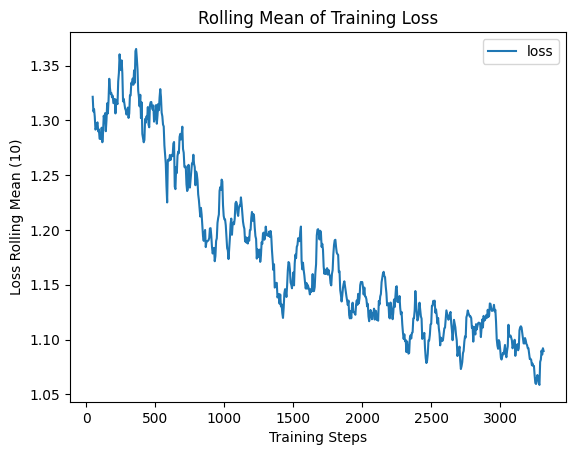 Rolling Mean of Training Loss
loss
Loss Rolling Mean (10)
1.35
1.30
1.25
1.20
1.15
1.10
1.05
0 500 1000 1500 2000 2500 3000
Training Steps